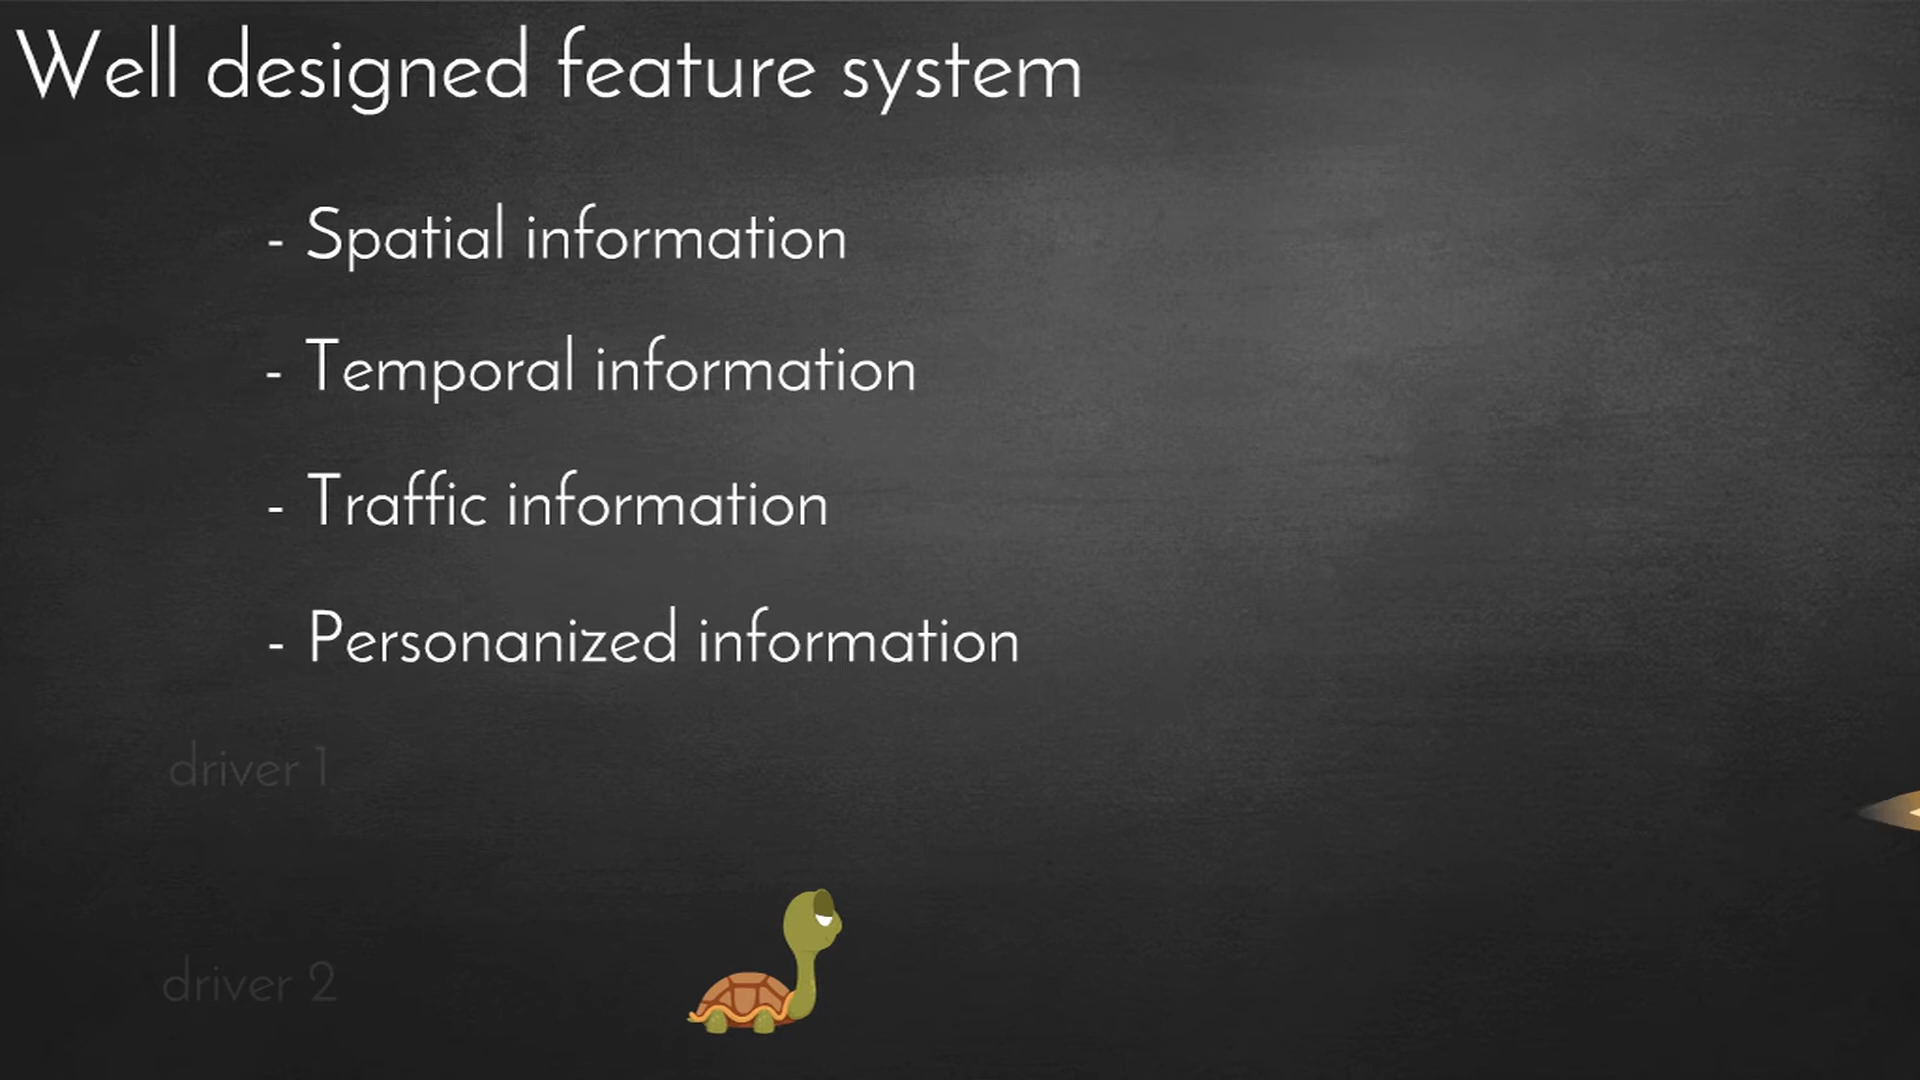 Well designed feature system
- Spatial information
- Temporal information
- Traffic information
- Personanized information
driver 1
driver 2